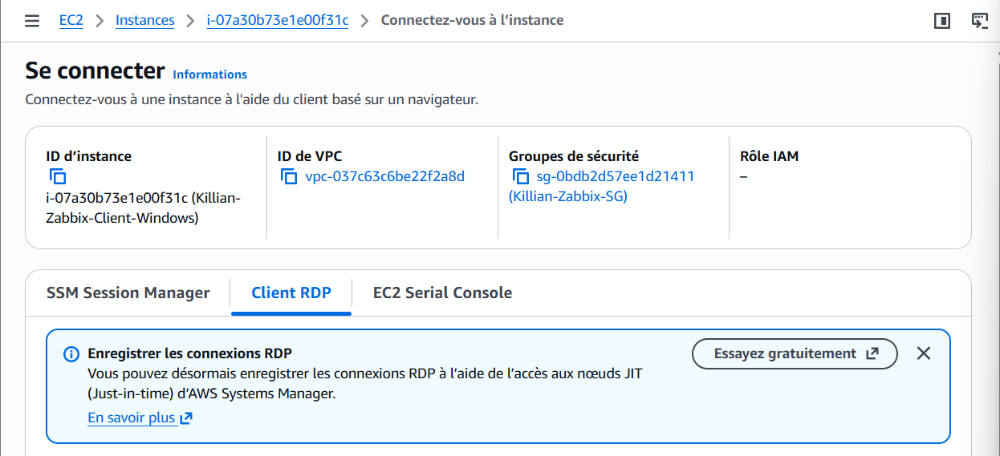 EC2 Instances i-07a30b73e1e00f31c Connectez-vous à l'instance
Se connecter Informations
Connectez-vous à une instance à l'aide du client basé sur un navigateur.
ID d'instance
i-07a30b73e1e00f31c (Killian-
Zabbix-Client-Windows)
ID de VPC
vpc-037c63c6be22f2a8d
Groupes de sécurité
sg-0bdb2d57ee1d21411
(Killian-Zabbix-SG)
Rôle IAM
–
SSM Session Manager Client RDP EC2 Serial Console
Enregistrer les connexions RDP
Vous pouvez désormais enregistrer les connexions RDP à l'aide de l'accès aux nœuds JIT
(Just-in-time) d'AWS Systems Manager.
En savoir plus
Essayez gratuitement